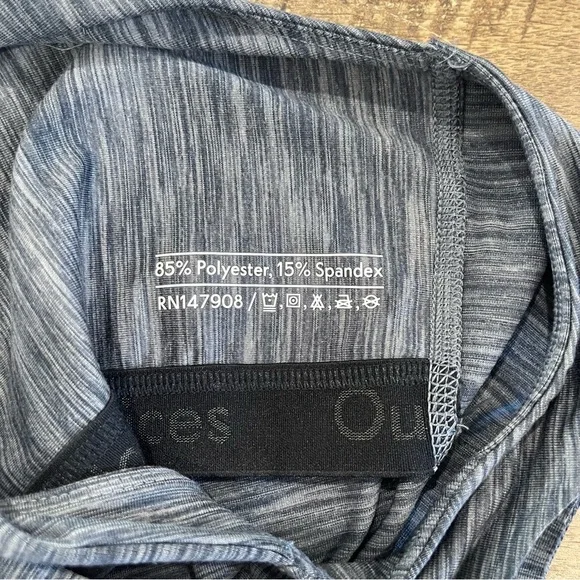 85% Polyester, 15% Spandex
RN147908 /
ces Ou